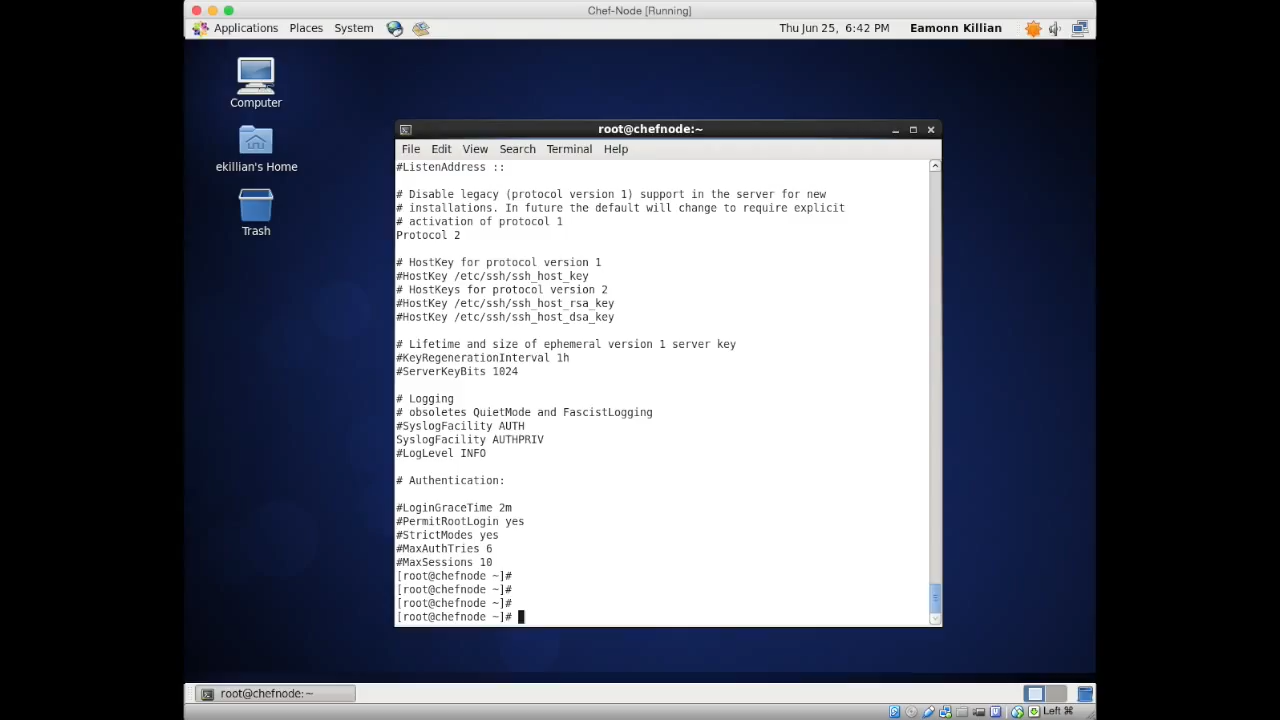 Chef-Node [Running]
Applications Places System Thu Jun 25, 6:42 PM Eamonn Killian
Computer
ekillian's Home
Trash
root@chefnode:~
File Edit View Search Terminal Help
#ListenAddress ::
# Disable legacy (protocol version 1) support in the server for new
# installations. In future the default will change to require explicit
# activation of protocol 1
Protocol 2
# HostKey for protocol version 1
#HostKey /etc/ssh/ssh_host_key
# HostKeys for protocol version 2
#HostKey /etc/ssh/ssh_host_rsa_key
#HostKey /etc/ssh/ssh_host_dsa_key
# Lifetime and size of ephemeral version 1 server key
#KeyRegenerationInterval 1h
#ServerKeyBits 1024
# Logging
# obsoletes QuietMode and FascistLogging
#SyslogFacility AUTH
SyslogFacility AUTHPRIV
#LogLevel INFO
# Authentication:
#LoginGraceTime 2m
#PermitRootLogin yes
#StrictModes yes
#MaxAuthTries 6
#MaxSessions 10
[root@chefnode ~]#
[root@chefnode ~]#
[root@chefnode ~]#
[root@chefnode ~]#
root@chefnode:~
Left ⌘